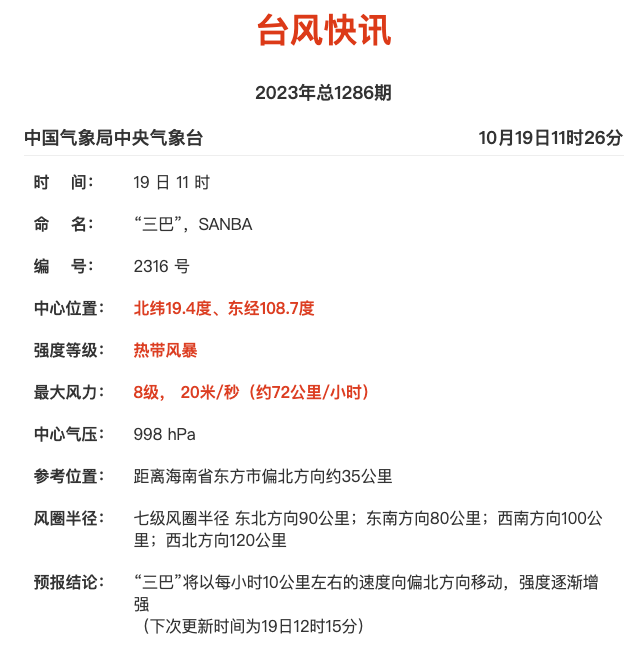 台风快讯
2023年总1286期
中国气象局中央气象台 10月19日11时26分
时 间： 19 日 11 时
命 名： “三巴”，SANBA
编 号： 2316 号
中心位置： 北纬19.4度、东经108.7度
强度等级： 热带风暴
最大风力： 8级， 20米/秒（约72公里/小时）
中心气压： 998 hPa
参考位置： 距离海南省东方市偏北方向约35公里
风圈半径： 七级风圈半径 东北方向90公里；东南方向80公里；西南方向100公
里；西北方向120公里
预报结论： “三巴”将以每小时10公里左右的速度向偏北方向移动，强度逐渐增
强
（下次更新时间为19日12时15分）